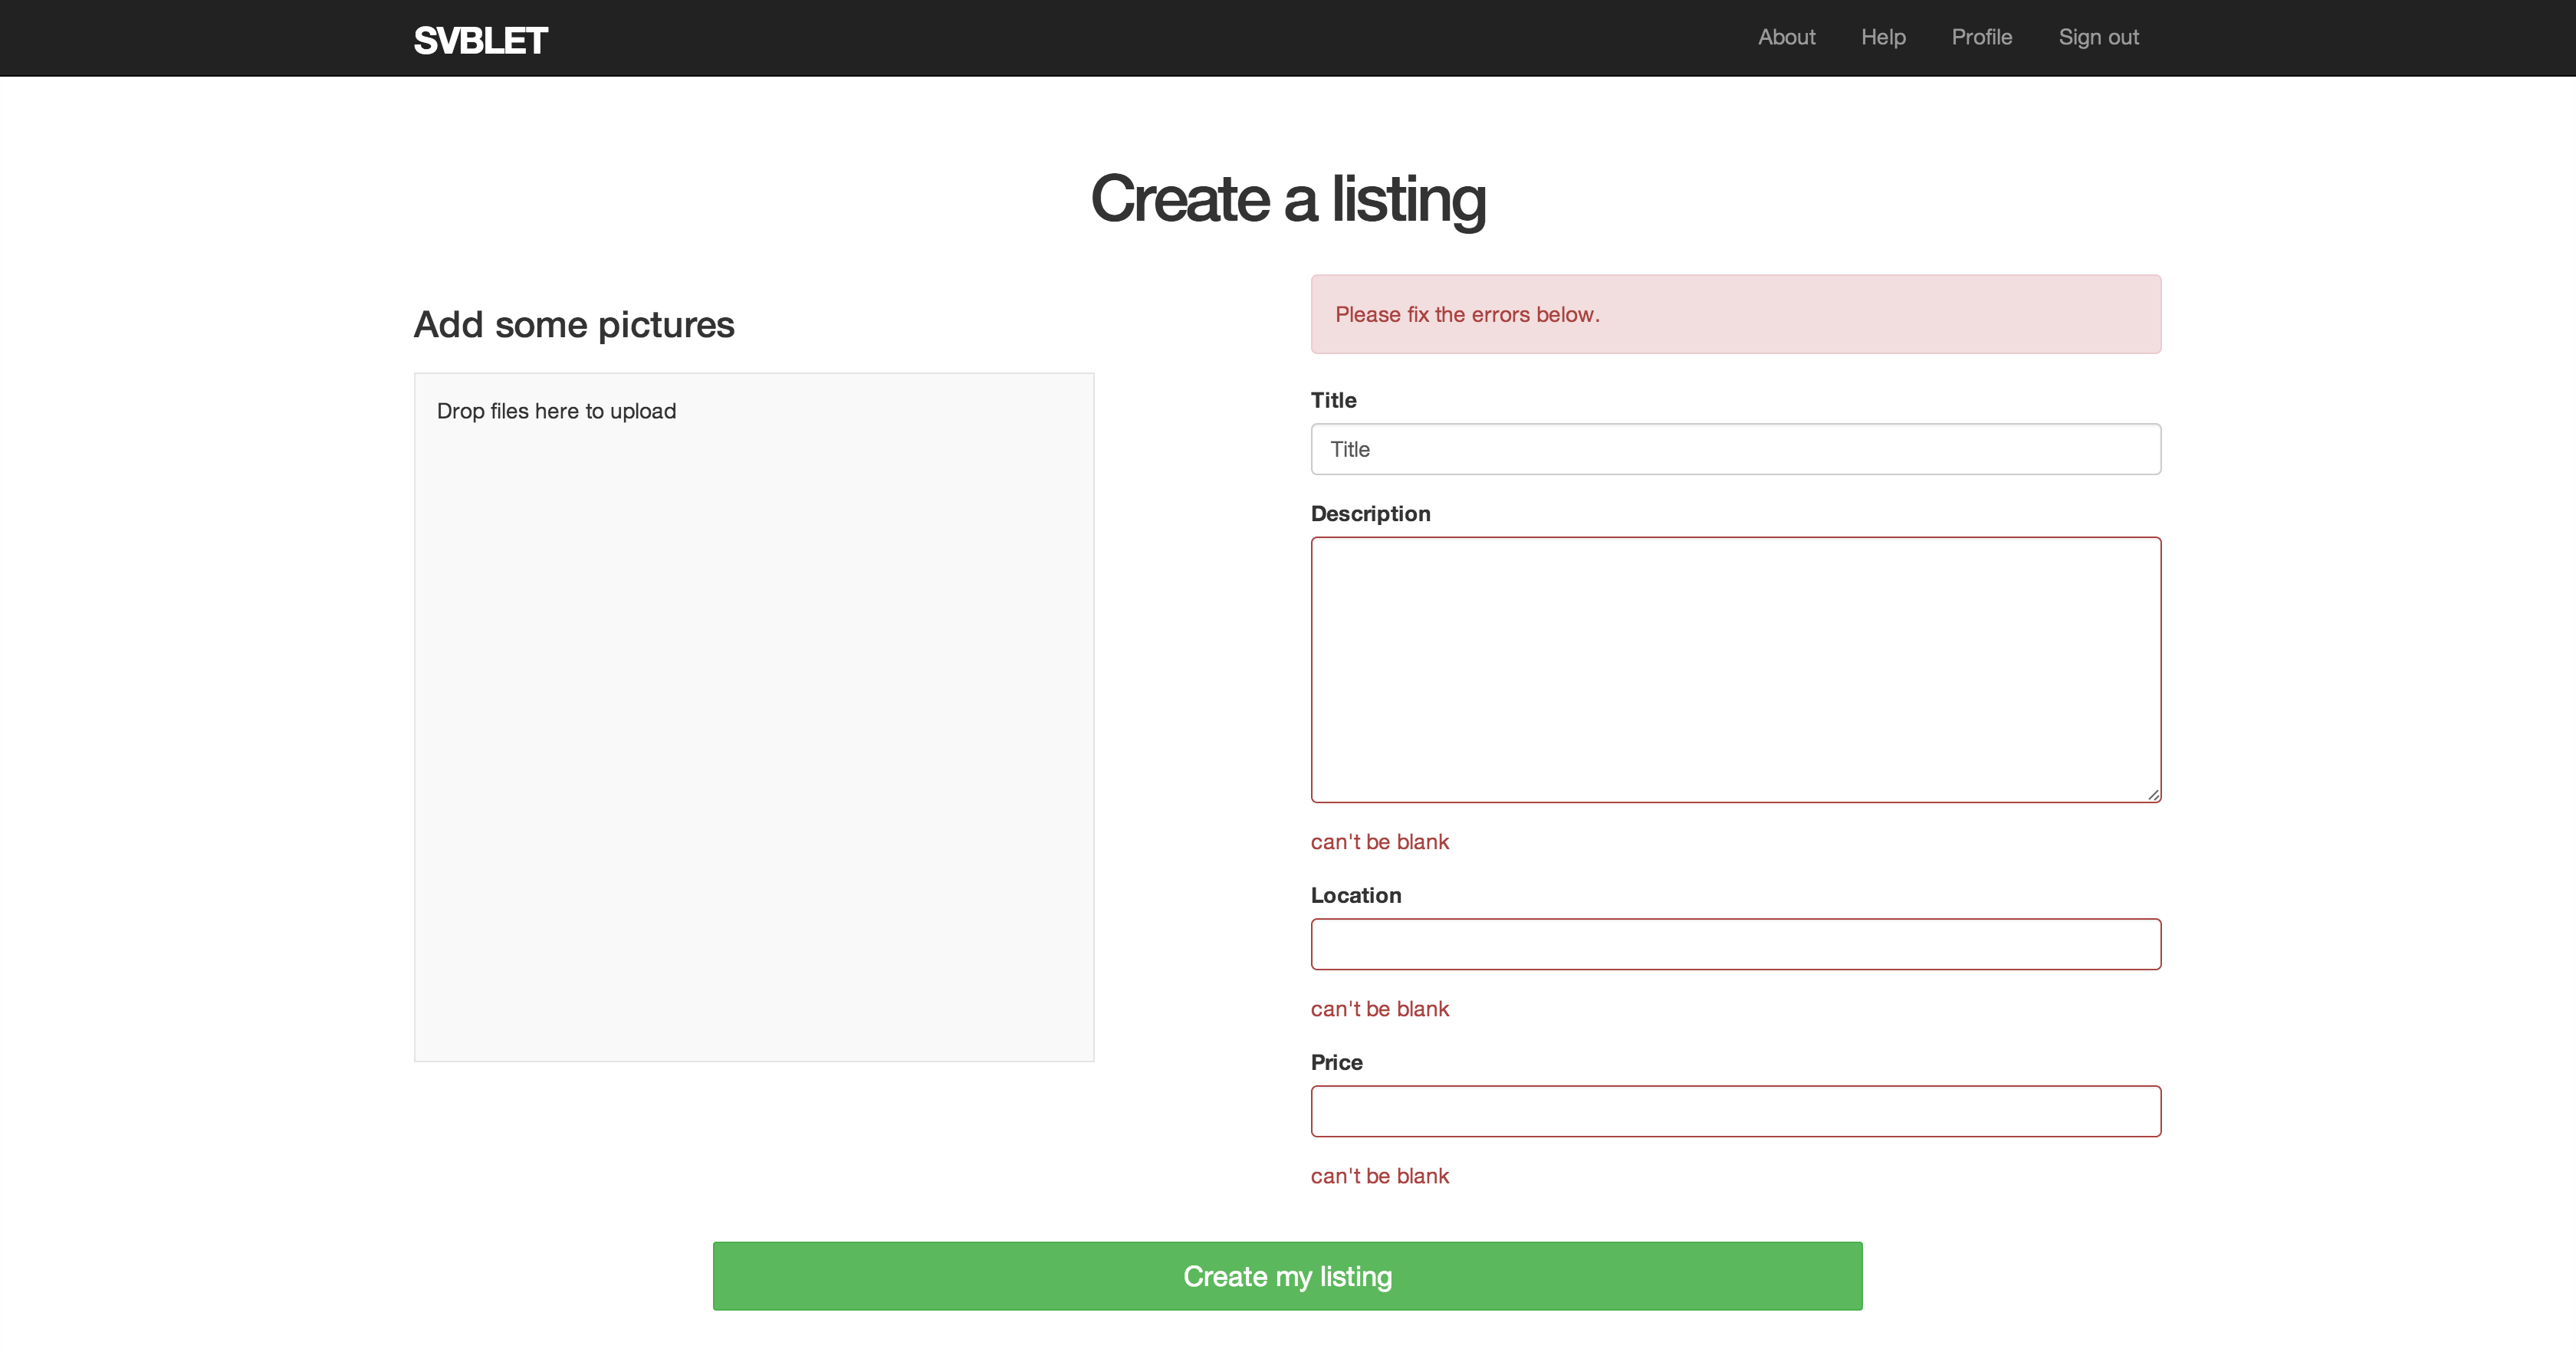 SVBLET
About Help Profile Sign out
Create a listing
Add some pictures
Drop files here to upload
Please fix the errors below.
Title
Title
Description
can't be blank
Location
can't be blank
Price
can't be blank
Create my listing